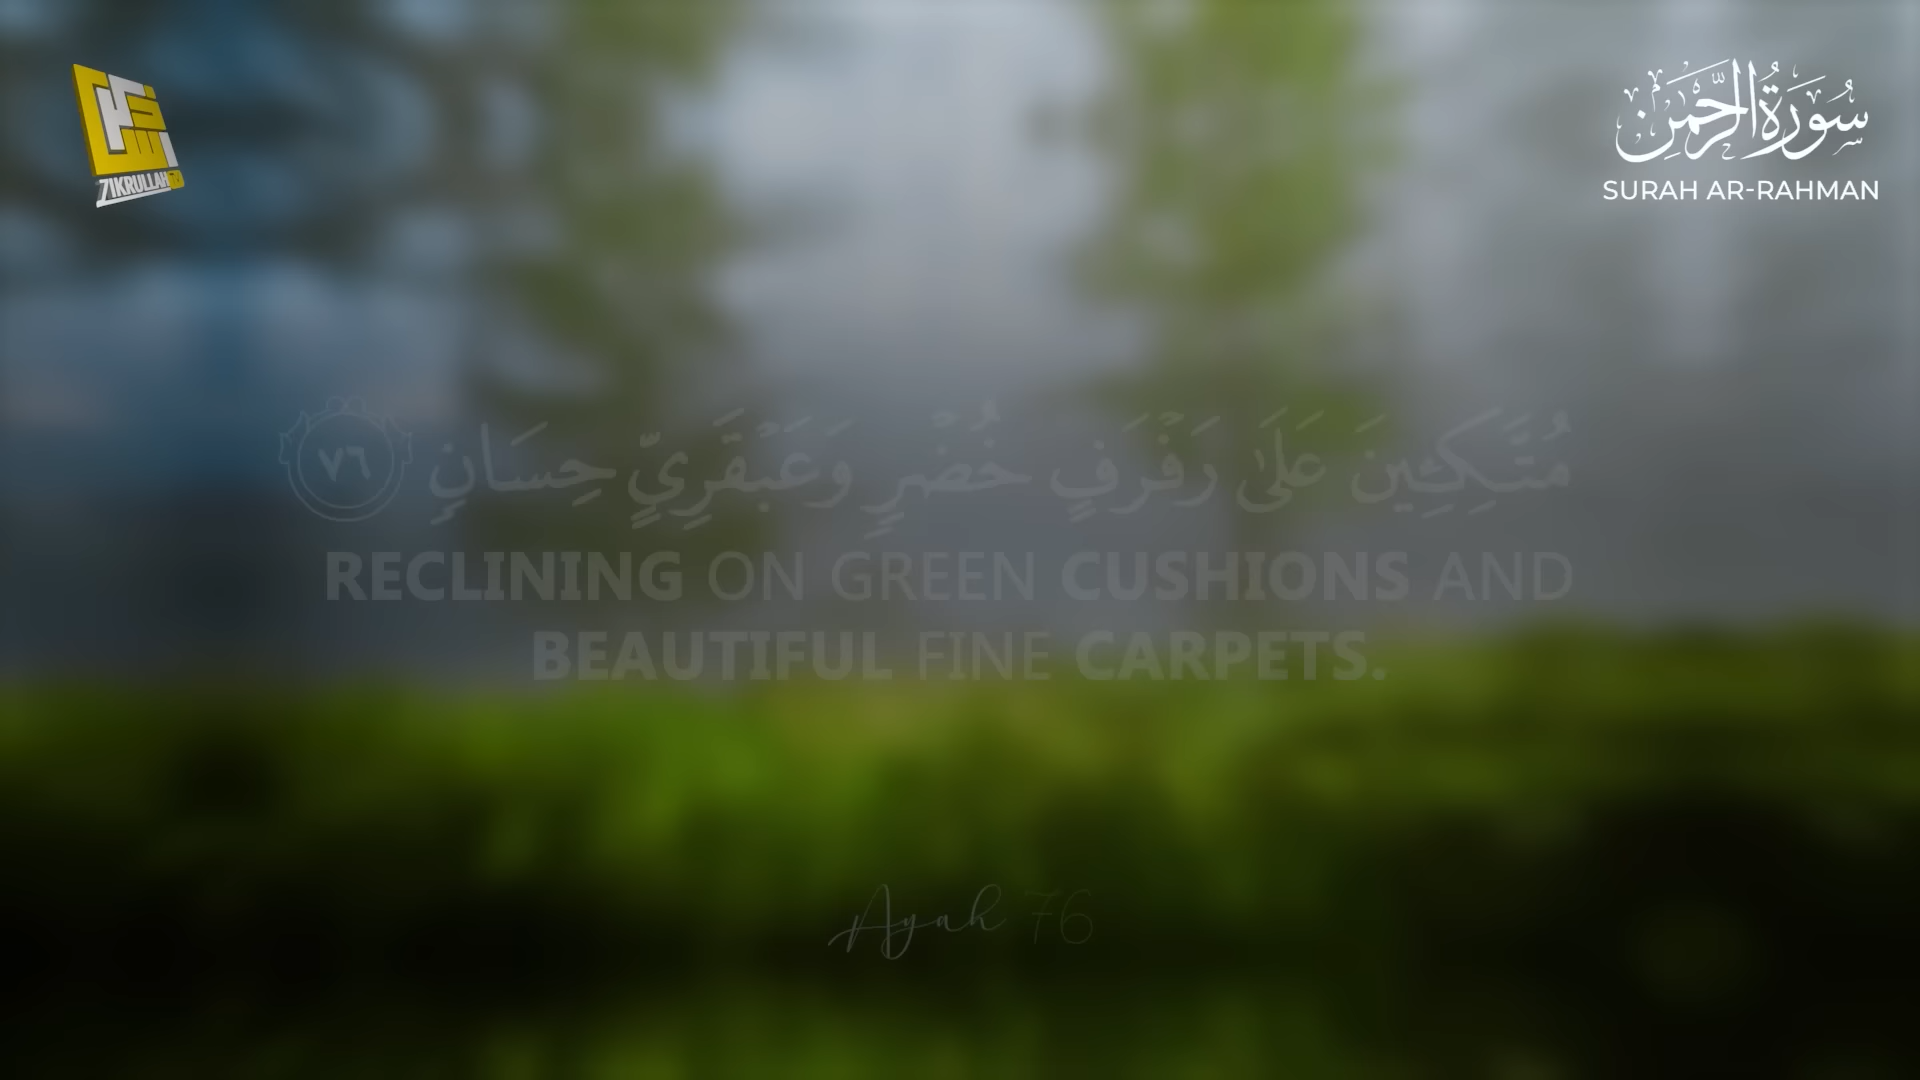 ZIKRULLAH TV
سُورَةُ الرَّحْمٰن
SURAH AR-RAHMAN
مُتَّكِـِٔينَ عَلَىٰ رَفْرَفٍ خُضْرٍ وَعَبْقَرِيٍّ حِسَانٍ ٧٦
RECLINING ON GREEN CUSHIONS AND
BEAUTIFUL FINE CARPETS.
Ayah 76